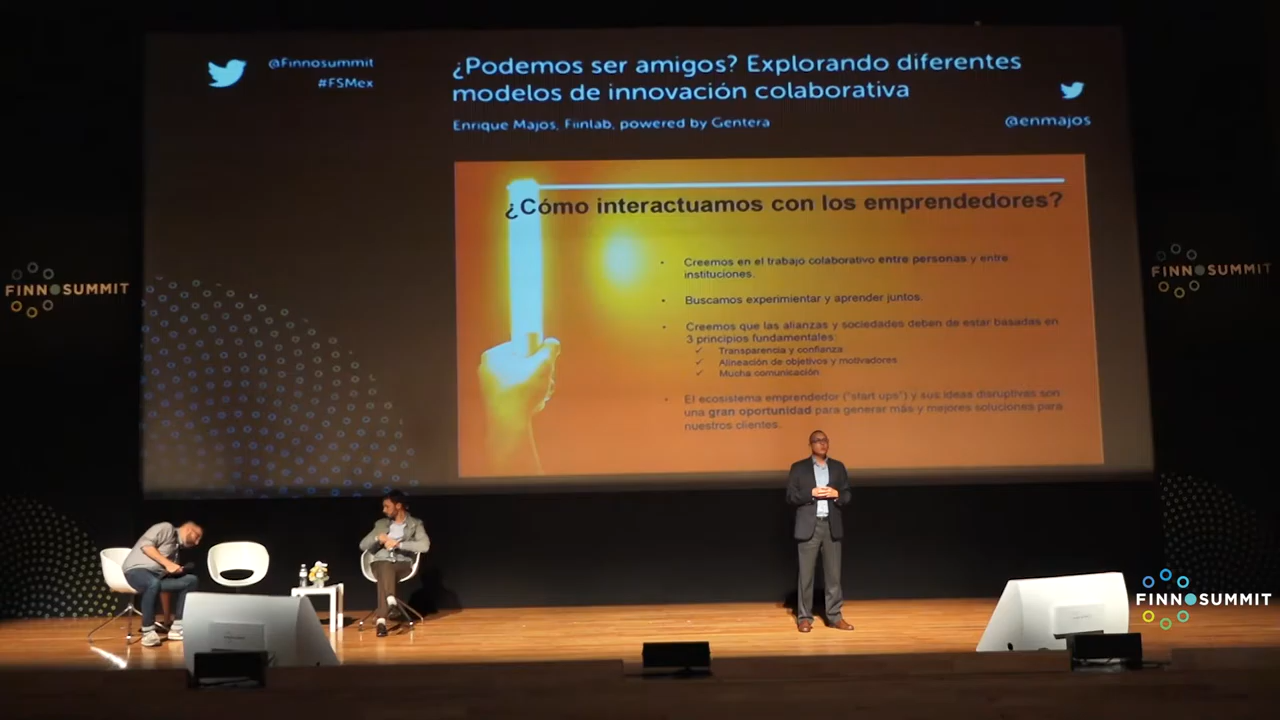 @Finnosummit
#FSMex
¿Podemos ser amigos? Explorando diferentes
modelos de innovación colaborativa
Enrique Majos, Fiinlab, powered by Gentera
@enmajos
¿Cómo interactuamos con los emprendedores?
• Creemos en el trabajo colaborativo entre personas y entre
instituciones.
• Buscamos experimientar y aprender juntos.
• Creemos que las alianzas y sociedades deben de estar basadas en
3 principios fundamentales:
✓ Transparencia y confianza
✓ Alineación de objetivos y motivadores
✓ Mucha comunicación
• El ecosistema emprendedor ("start ups") y sus ideas disruptivas son
una gran oportunidad para generar más y mejores soluciones para
nuestros clientes.
FINNOSUMMIT
FINNOSUMMIT
FINNOSUMMIT